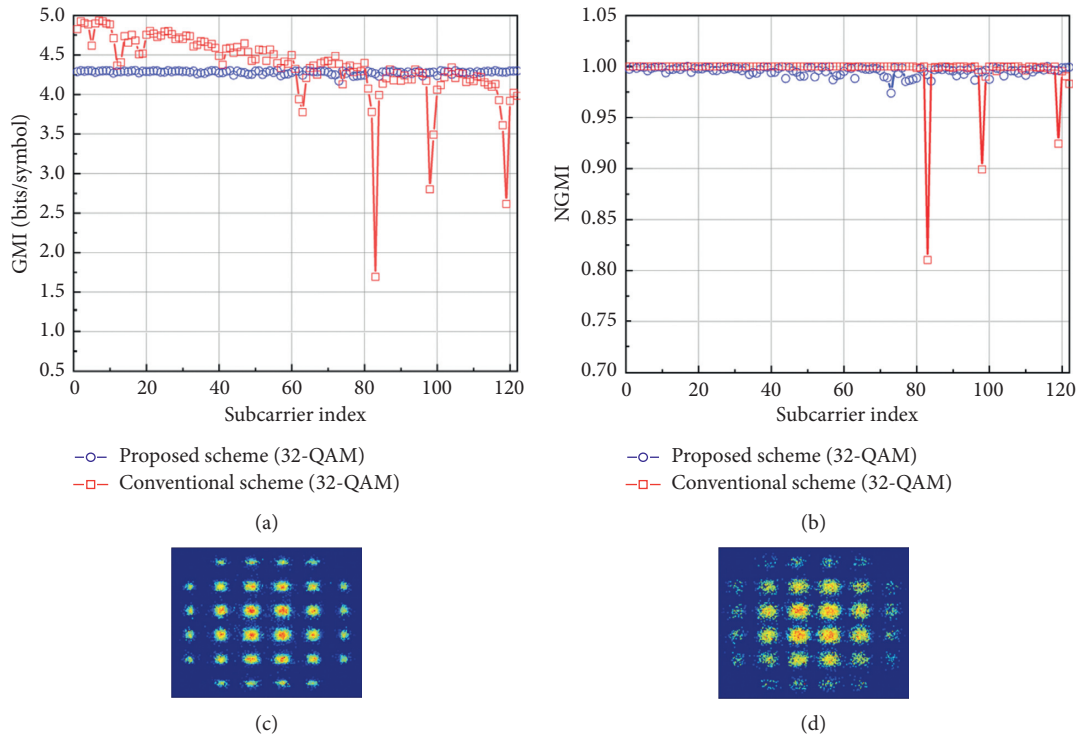 5.0
4.5
4.0
3.5
3.0
2.5
2.0
1.5
1.0
0.5
GMI (bits/symbol)
0 20 40 60 80 100 120
Subcarrier index
Proposed scheme (32-QAM)
Conventional scheme (32-QAM)
(a)
1.05
1.00
0.95
0.90
0.85
0.80
0.75
0.70
NGMI
0 20 40 60 80 100 120
Subcarrier index
Proposed scheme (32-QAM)
Conventional scheme (32-QAM)
(b)
(c)
(d)